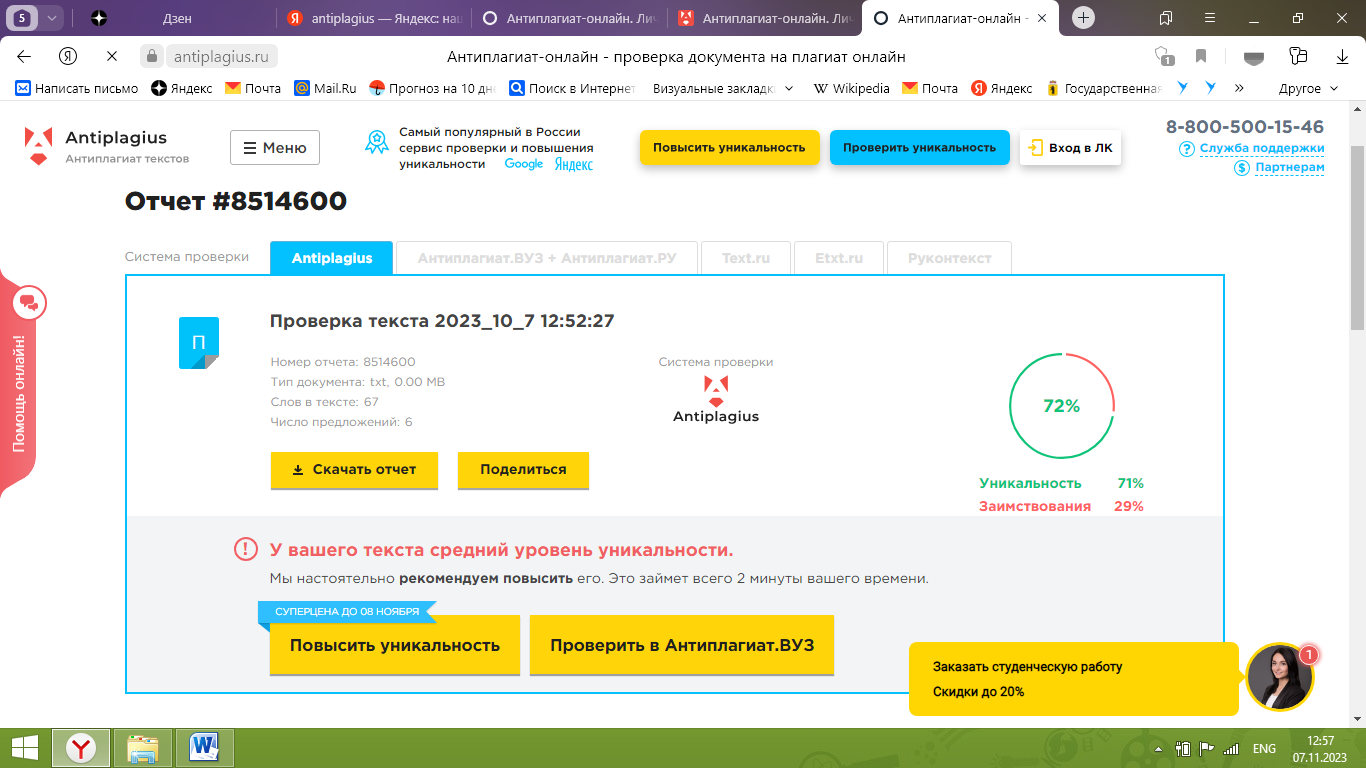 5
Дзен
antiplagius — Яндекс: наш
Антиплагиат-онлайн. Лич
Антиплагиат-онлайн. Лич
Антиплагиат-онлайн -
antiplagius.ru
Антиплагиат-онлайн - проверка документа на плагиат онлайн
1
Написать письмо
Яндекс
Почта
Mail.Ru
Прогноз на 10 дне
Поиск в Интернет
Визуальные закладк
Wikipedia
Почта
Яндекс
Государственная
Другое
Antiplagius
Антиплагиат текстов
Меню
Самый популярный в России
сервис проверки и повышения
уникальности Google Яндекс
Повысить уникальность
Проверить уникальность
Вход в ЛК
8-800-500-15-46
Служба поддержки
Партнерам
Отчет #8514600
Система проверки
Antiplagius
Антиплагиат.ВУЗ + Антиплагиат.РУ
Text.ru
Etxt.ru
Руконтекст
Помощь онлайн!
П
Проверка текста 2023_10_7 12:52:27
Номер отчета: 8514600
Тип документа: txt, 0.00 MB
Слов в тексте: 67
Число предложений: 6
Система проверки
Antiplagius
72%
Уникальность 71%
Заимствования 29%
Скачать отчет
Поделиться
У вашего текста средний уровень уникальности.
Мы настоятельно рекомендуем повысить его. Это займет всего 2 минуты вашего времени.
СУПЕРЦЕНА ДО 08 НОЯБРЯ
Повысить уникальность
Проверить в Антиплагиат.ВУЗ
Заказать студенческую работу
Скидки до 20%
1
ENG
12:57
07.11.2023